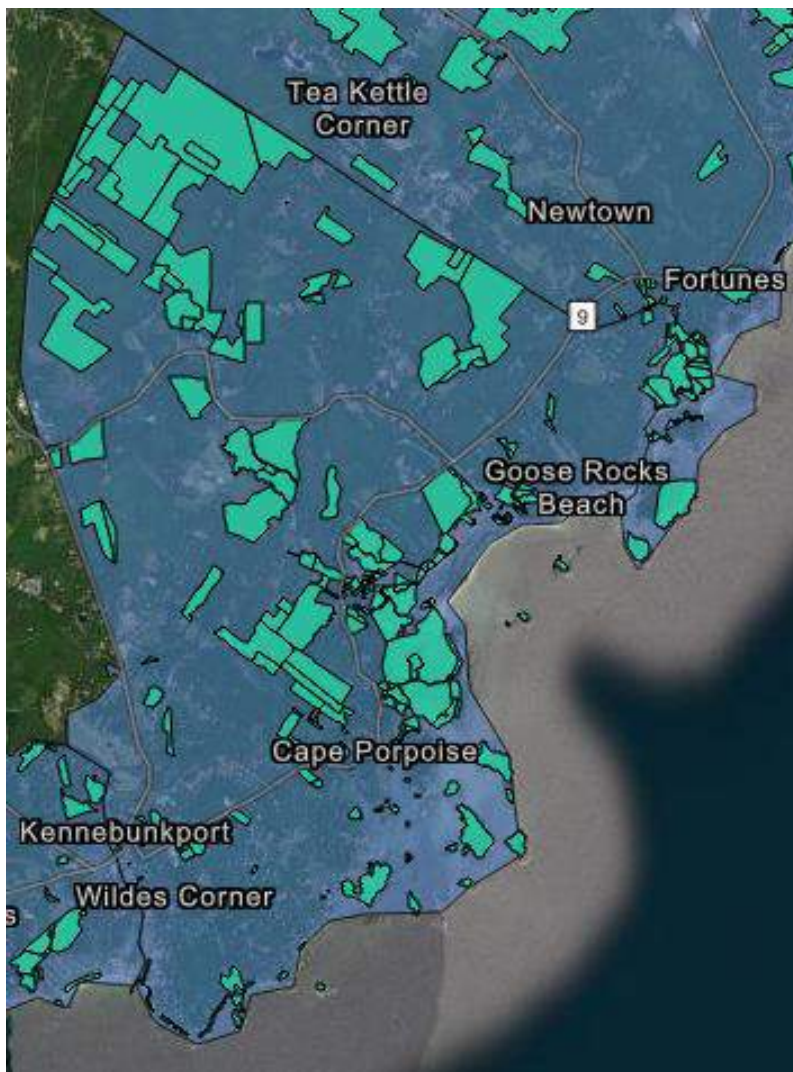 Tea Kettle
Corner
Newtown
Fortunes
9
Goose Rocks
Beach
Cape Porpoise
Kennebunkport
Wildes Corner
s